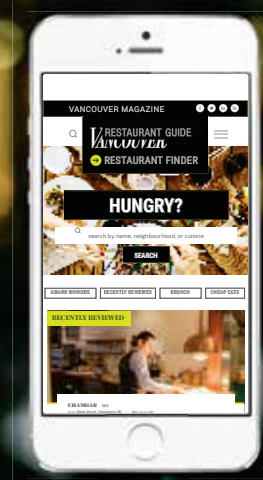 VANCOUVER MAGAZINE
RESTAURANT GUIDE
VANCOUVER
RESTAURANT FINDER
HUNGRY?
search by name, neighbourhood, or cuisine
SEARCH
AWARD WINNERS
RECENTLY REVIEWED
BRUNCH
CHEAP EATS
RECENTLY REVIEWED
CHAMBAR